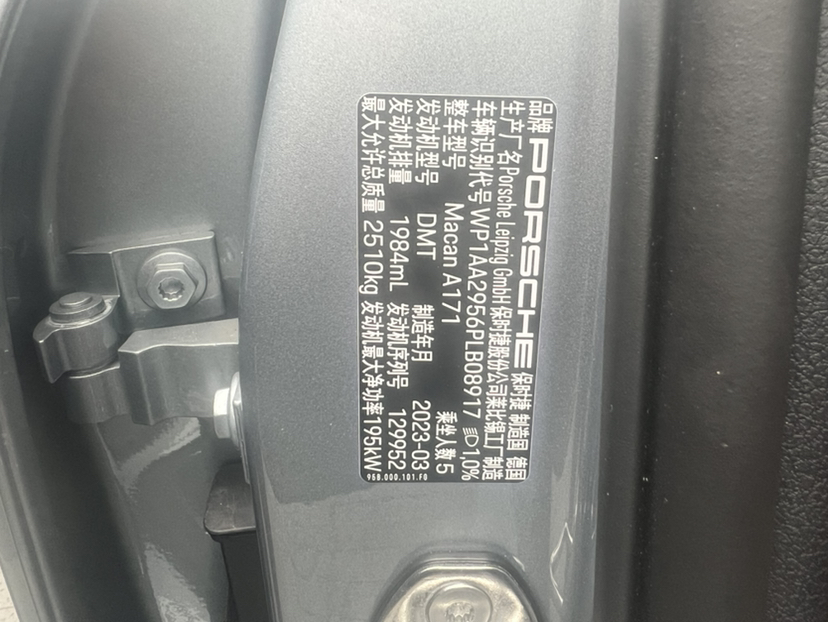 品牌 PORSCHE 保时捷 制造国 德国
生产厂名 Porsche Leipzig GmbH 保时捷股份公司莱比锡工厂制造
车辆识别代号 WP1AA2956PLB08917 1,0%
整车型号 Macan A171 乘坐人数 5
发动机型号 DMT 制造年月 2023-03
发动机排量 1984mL 发动机序列号 129952
最大允许总质量 2510kg 发动机最大净功率 195kW
95B.000.101.F0